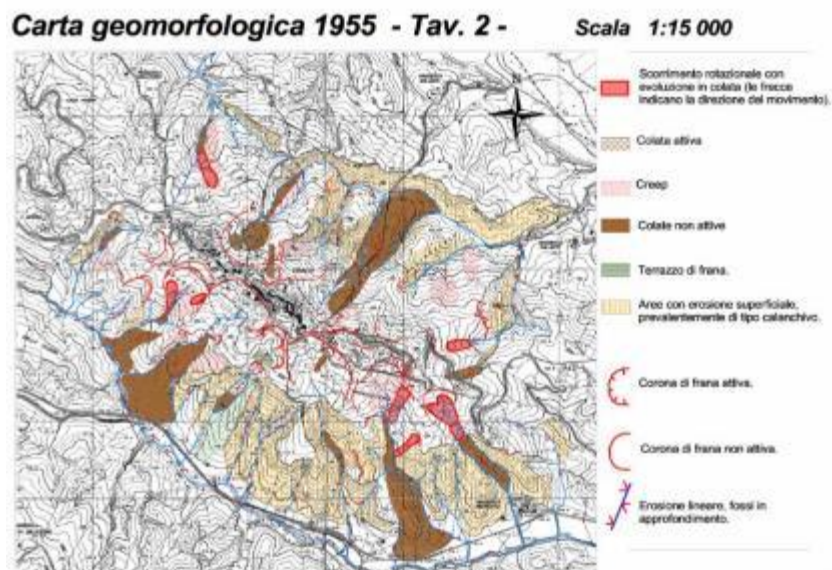 Carta geomorfologica 1955 - Tav. 2 -
Scala 1:15 000
Scorrimento rotazionale con
evoluzione in colata (le frecce
indicano la direzione del movimento).
Colata attiva
Creep
Colate non attive
Terrazzo di frana.
Aree con erosione superficiale,
prevalentemente di tipo calanchivo.
Corona di frana attiva.
Corona di frana non attiva.
Erosione lineare, fossi in
approfondimento.
N